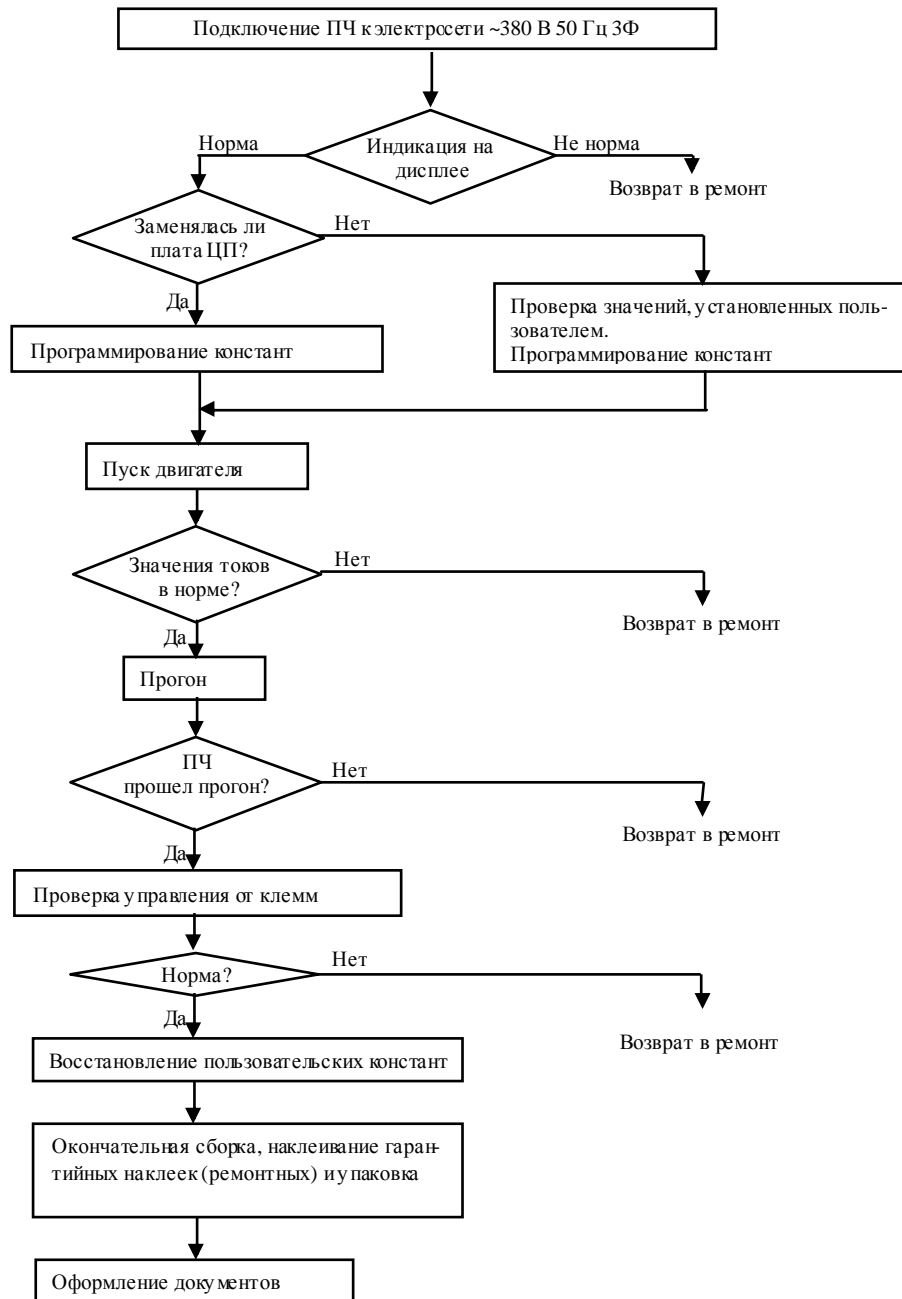 Подключение ПЧ к электросети ~380 В 50 Гц 3Ф
Норма
Индикация на
дисплее
Не норма
Возврат в ремонт
Заменялась ли
плата ЦП?
Нет
Да
Проверка значений, установленных поль-
зователем.
Программирование констант
Программирование констант
Пуск двигателя
Значения токов
в норме?
Нет
Возврат в ремонт
Да
Прогон
ПЧ
прошел прогон?
Нет
Возврат в ремонт
Да
Проверка управления от клемм
Норма?
Нет
Возврат в ремонт
Да
Восстановление пользовательских констант
Окончательная сборка, наклеивание гаран-
тийных наклеек (ремонтных) и упаковка
Оформление документов